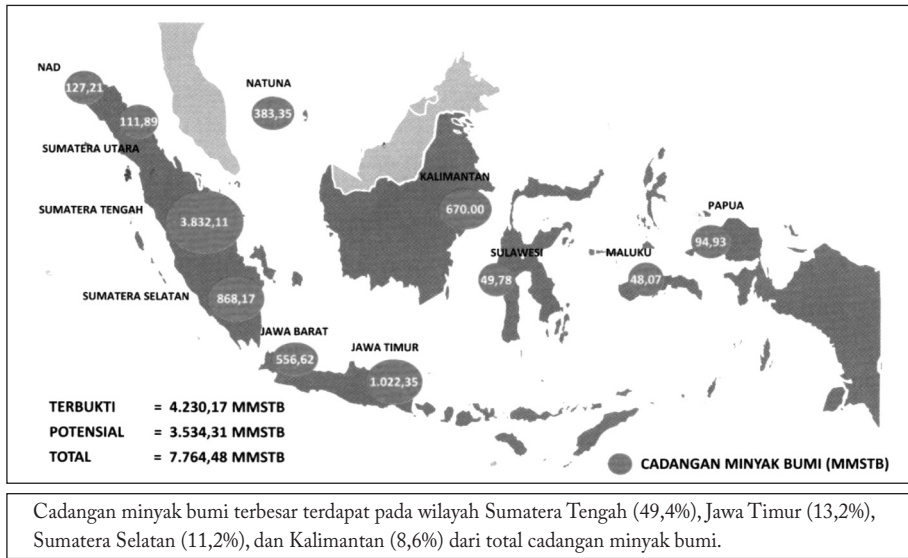 NAD
127,21
NATUNA
383,35
111,89
SUMATERA UTARA
KALIMANTAN
670.00
SUMATERA TENGAH
3.832,11
PAPUA
94,93
SULAWESI
49,78
MALUKU
48,07
SUMATERA SELATAN
868,17
JAWA BARAT
556,62
JAWA TIMUR
1.022,35
TERBUKTI = 4.230,17 MMSTB
POTENSIAL = 3.534,31 MMSTB
TOTAL = 7.764,48 MMSTB
CADANGAN MINYAK BUMI (MMSTB)
Cadangan minyak bumi terbesar terdapat pada wilayah Sumatera Tengah (49,4%), Jawa Timur (13,2%),
Sumatera Selatan (11,2%), dan Kalimantan (8,6%) dari total cadangan minyak bumi.